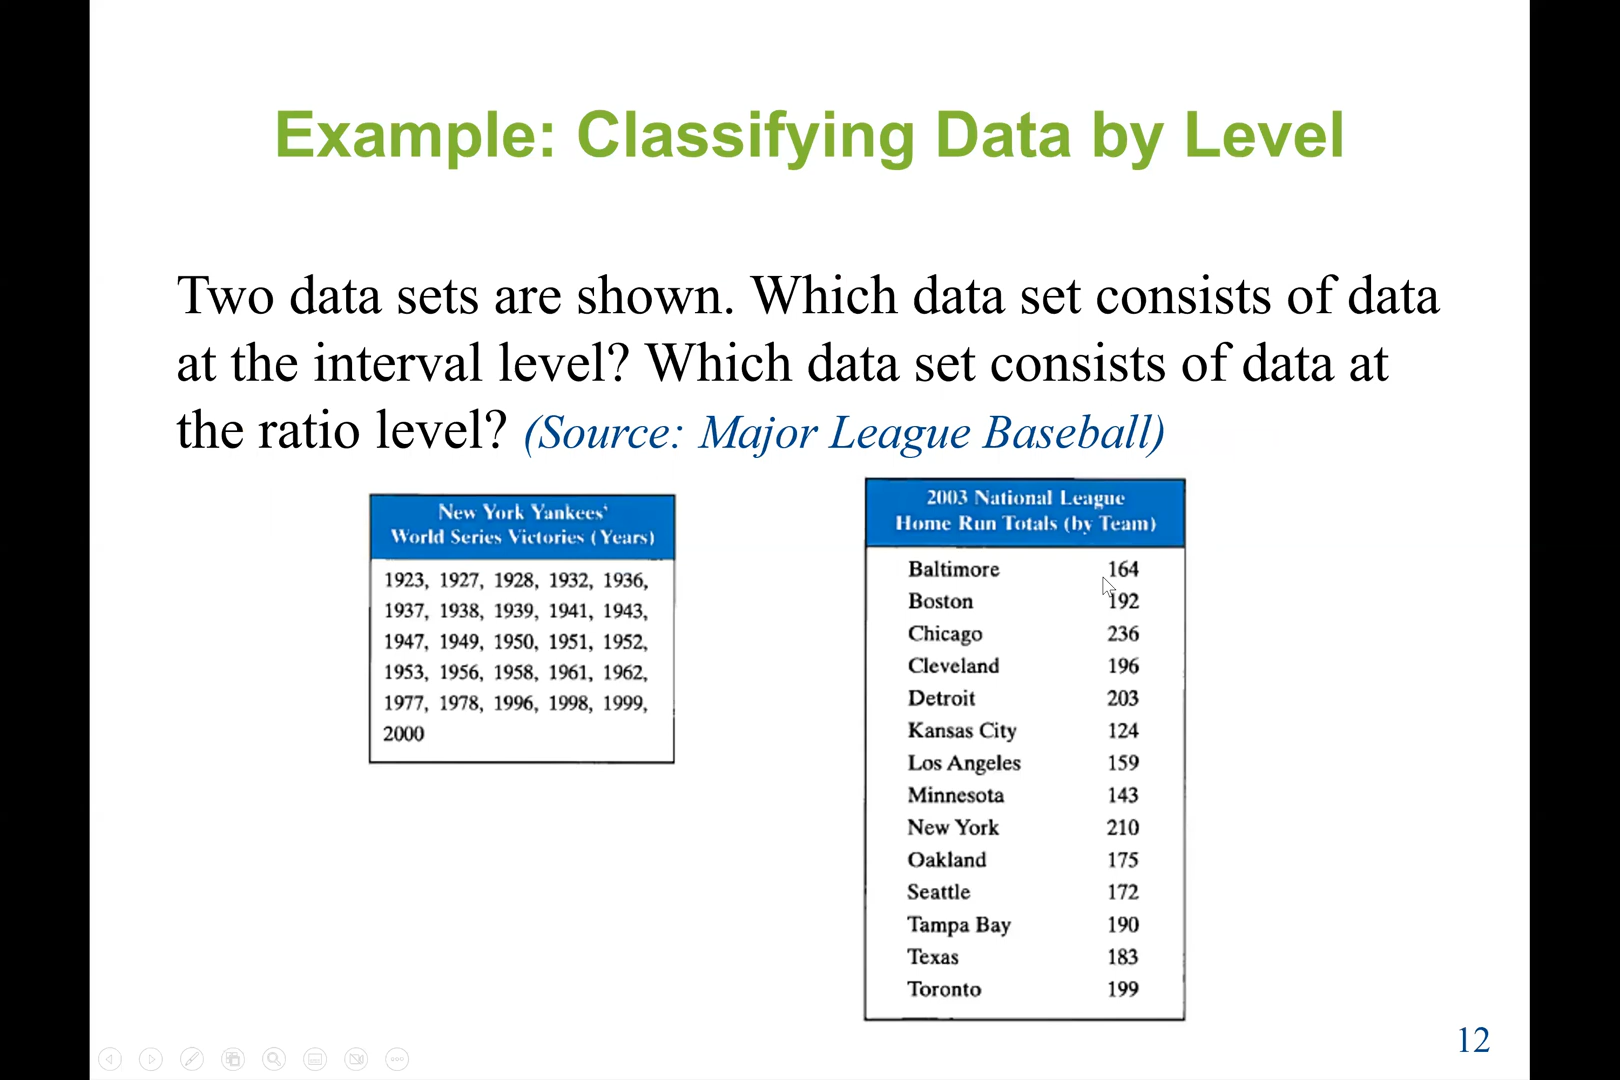 Example: Classifying Data by Level
Two data sets are shown. Which data set consists of data
at the interval level? Which data set consists of data at
the ratio level? (Source: Major League Baseball)
New York Yankees'
World Series Victories (Years)
1923, 1927, 1928, 1932, 1936,
1937, 1938, 1939, 1941, 1943,
1947, 1949, 1950, 1951, 1952,
1953, 1956, 1958, 1961, 1962,
1977, 1978, 1996, 1998, 1999,
2000
2003 National League
Home Run Totals (by Team)
Baltimore 164
Boston 192
Chicago 236
Cleveland 196
Detroit 203
Kansas City 124
Los Angeles 159
Minnesota 143
New York 210
Oakland 175
Seattle 172
Tampa Bay 190
Texas 183
Toronto 199
12